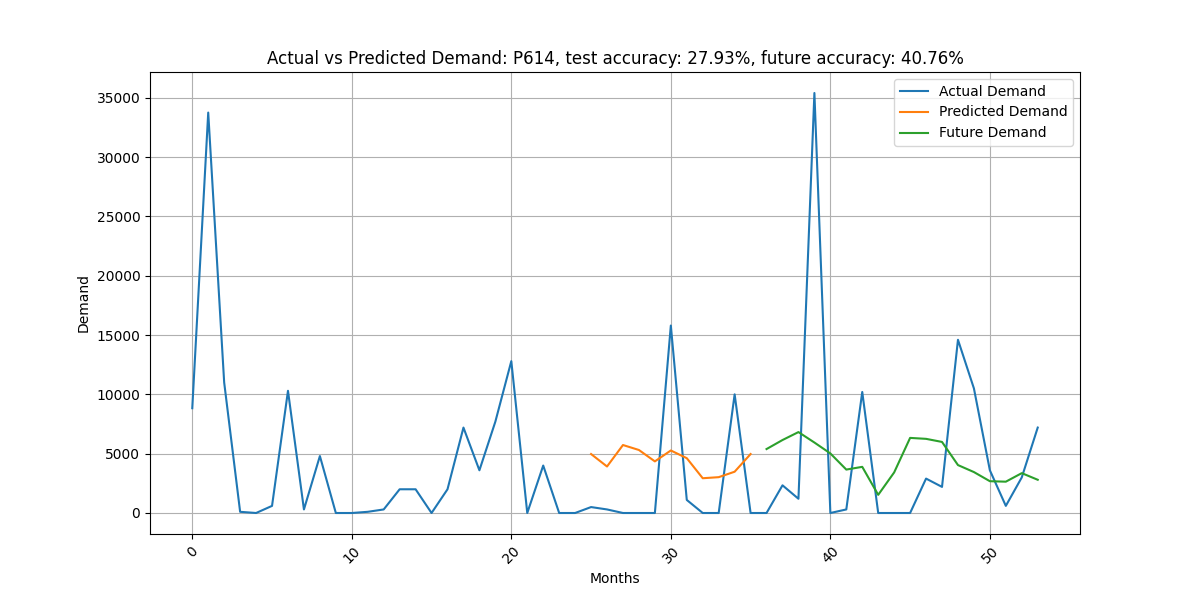 Actual vs Predicted Demand: P614, test accuracy: 27.93%, future accuracy: 40.76%
Actual Demand
Predicted Demand
Future Demand
Demand
35000
30000
25000
20000
15000
10000
5000
0
0
10
20
30
40
50
Months